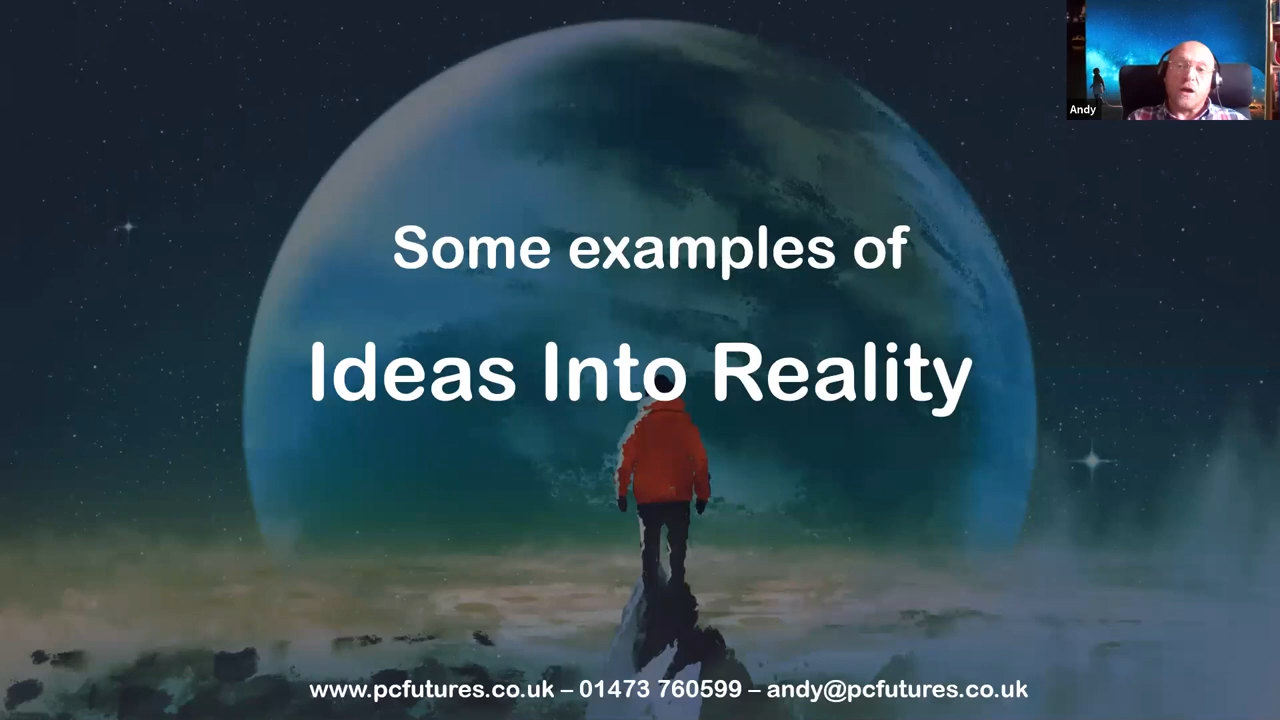 Andy
Some examples of
Ideas Into Reality
www.pcfutures.co.uk – 01473 760599 – andy@pcfutures.co.uk